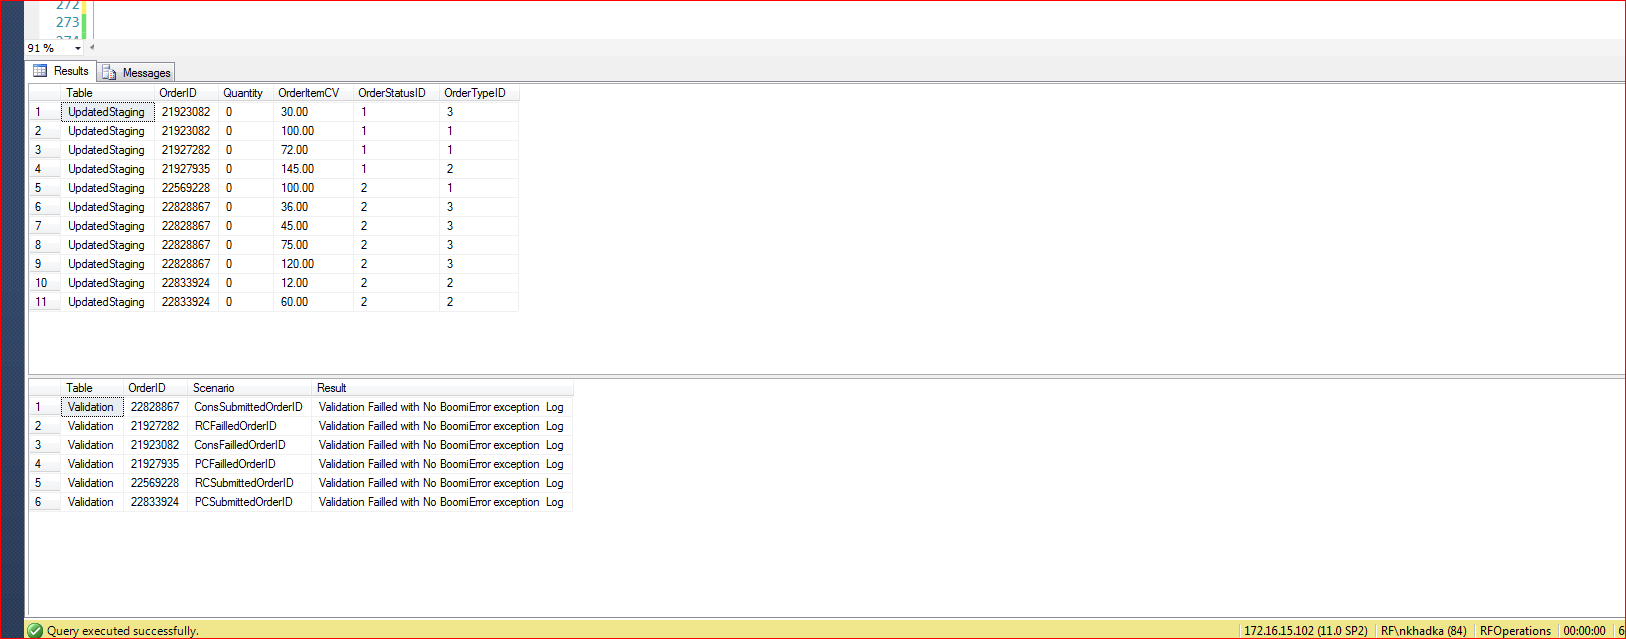 272
273
274
91 %
Results Messages
Table OrderID Quantity OrderItemCV OrderStatusID OrderTypeID
1 UpdatedStaging 21923082 0 30.00 1 3
2 UpdatedStaging 21923082 0 100.00 1 1
3 UpdatedStaging 21927282 0 72.00 1 1
4 UpdatedStaging 21927935 0 145.00 1 2
5 UpdatedStaging 22569228 0 100.00 2 1
6 UpdatedStaging 22828867 0 36.00 2 3
7 UpdatedStaging 22828867 0 45.00 2 3
8 UpdatedStaging 22828867 0 75.00 2 3
9 UpdatedStaging 22828867 0 120.00 2 3
10 UpdatedStaging 22833924 0 12.00 2 2
11 UpdatedStaging 22833924 0 60.00 2 2
Table OrderID Scenario Result
1 Validation 22828867 ConsSubmittedOrderID Validation Failled with No BoomiError exception Log
2 Validation 21927282 RCFailledOrderID Validation Failled with No BoomiError exception Log
3 Validation 21923082 ConsFailledOrderID Validation Failled with No BoomiError exception Log
4 Validation 21927935 PCFailledOrderID Validation Failled with No BoomiError exception Log
5 Validation 22569228 RCSubmittedOrderID Validation Failled with No BoomiError exception Log
6 Validation 22833924 PCSubmittedOrderID Validation Failled with No BoomiError exception Log
Query executed successfully. 172.16.15.102 (11.0 SP2) RF\nkhadka (84) RFOperations 00:00:00 6